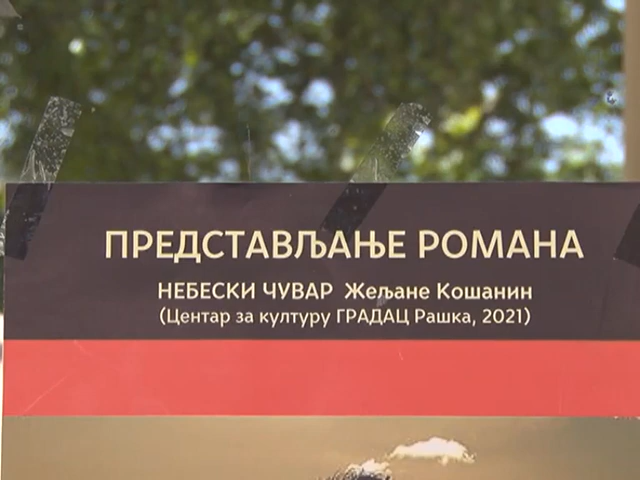 ПРЕДСТАВЉАЊЕ РОМАНА
НЕБЕСКИ ЧУВАР Жељане Кошанин
(Центар за културу ГРАДАЦ Рашка, 2021)